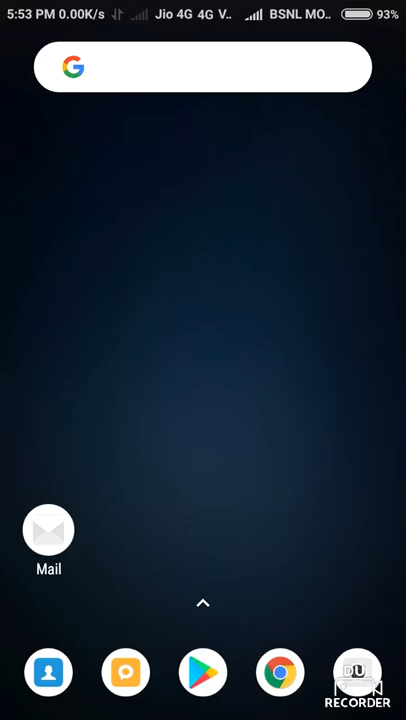 5:53 PM 0.00K/s Jio 4G 4G V.. BSNL MO.. 93%
G
Mail
DU
RECORDER